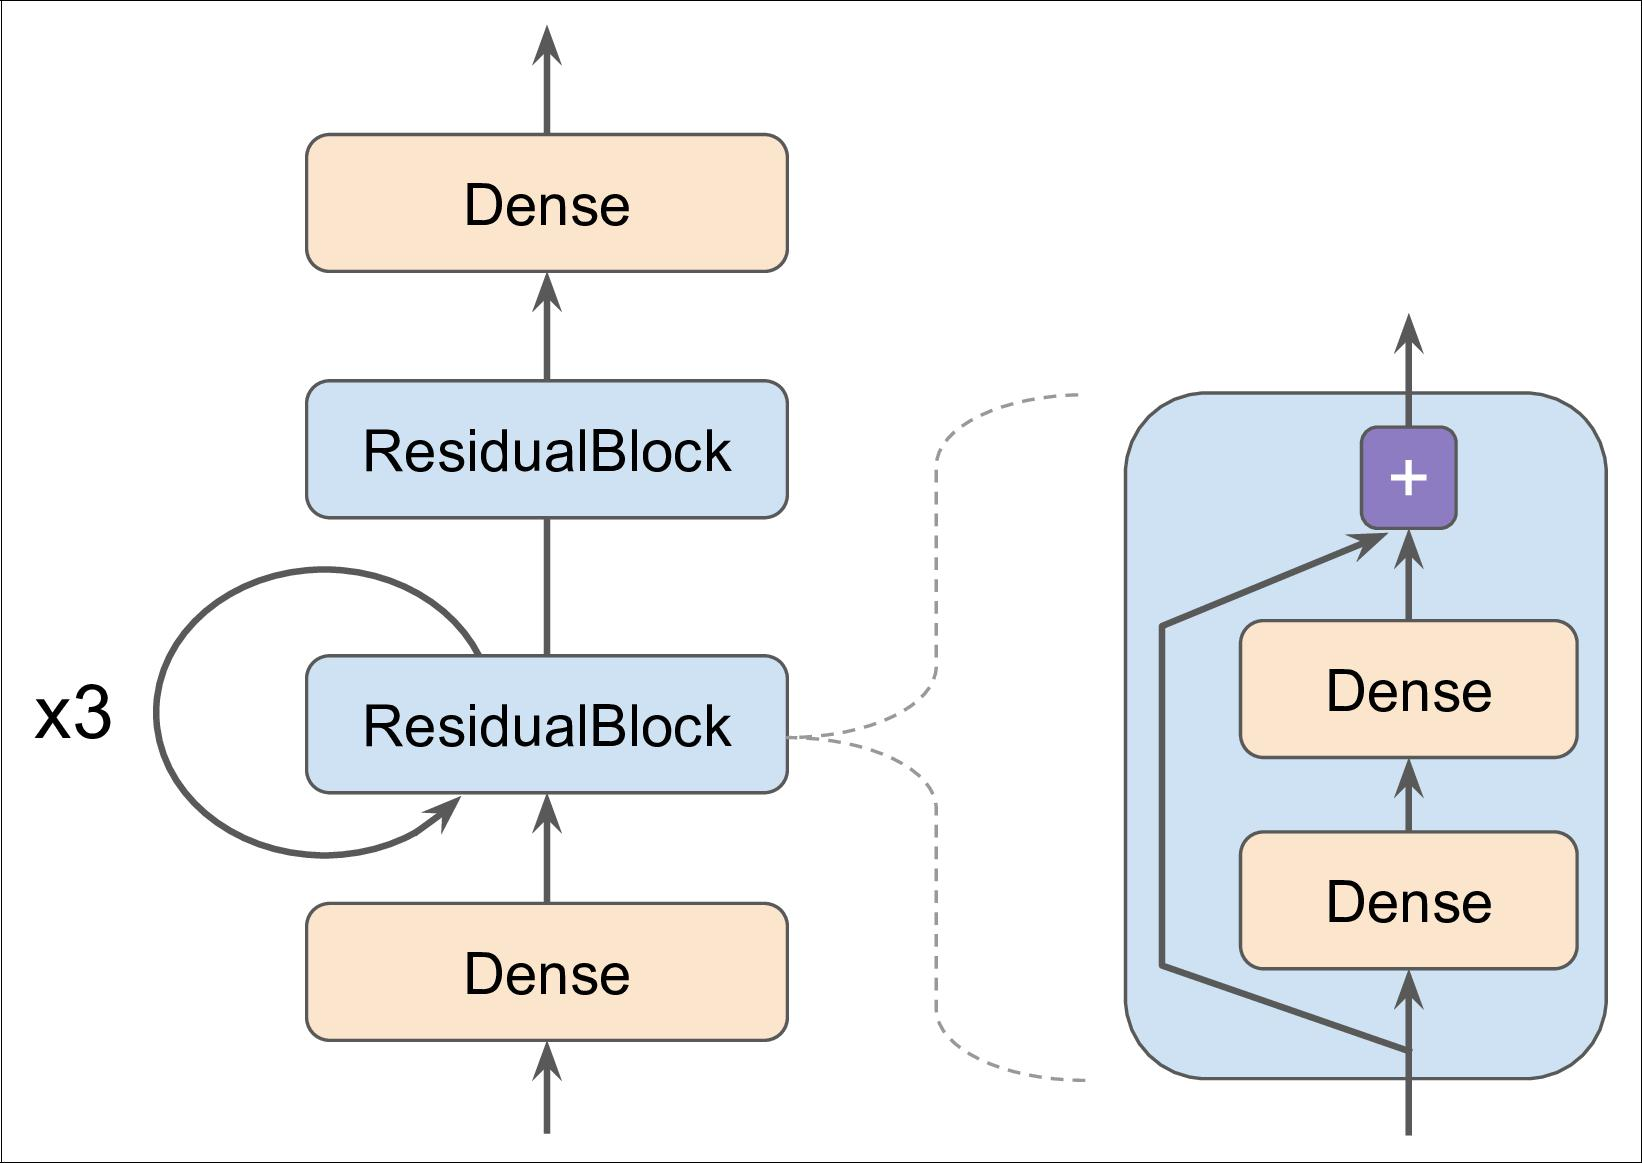 Dense
ResidualBlock
x3
ResidualBlock
Dense
+
Dense
Dense